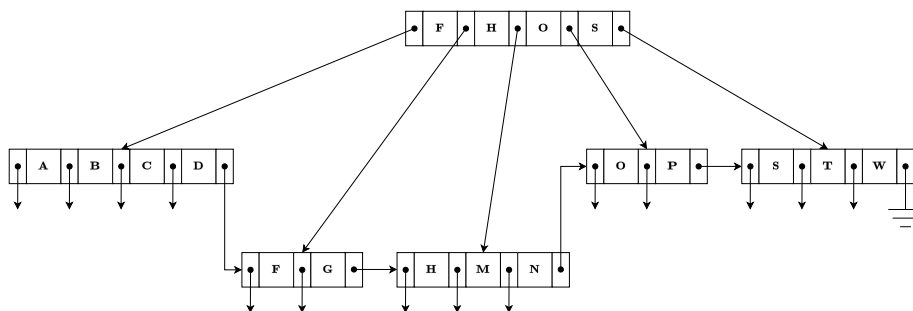 F H O S
A B C D
O P
S T W
F G
H M N